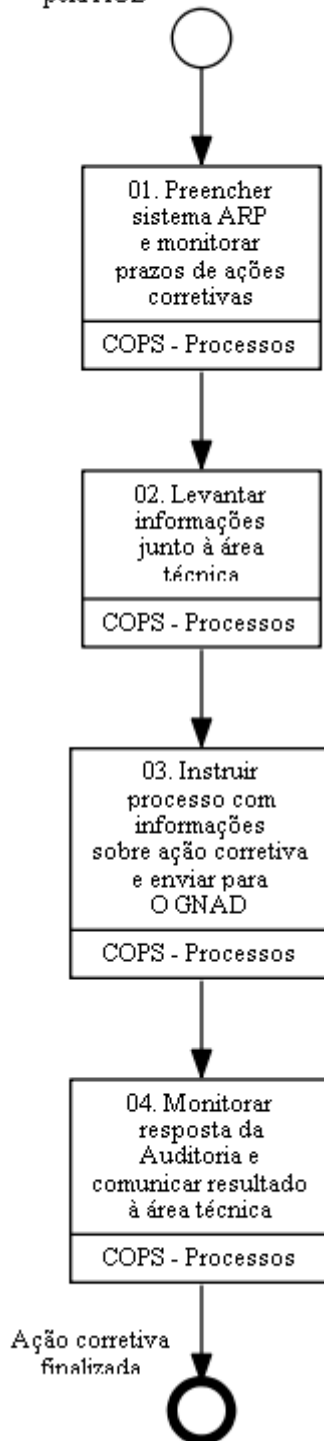 01. Preencher
sistema ARP
e monitorar
prazos de ações
corretivas
COPS - Processos
02. Levantar
informações
junto à área
técnica
COPS - Processos
03. Instruir
processo com
informações
sobre ação corretiva
e enviar para
O GNAD
COPS - Processos
04. Monitorar
resposta da
Auditoria e
comunicar resultado
à área técnica
COPS - Processos
Ação corretiva
finalizada